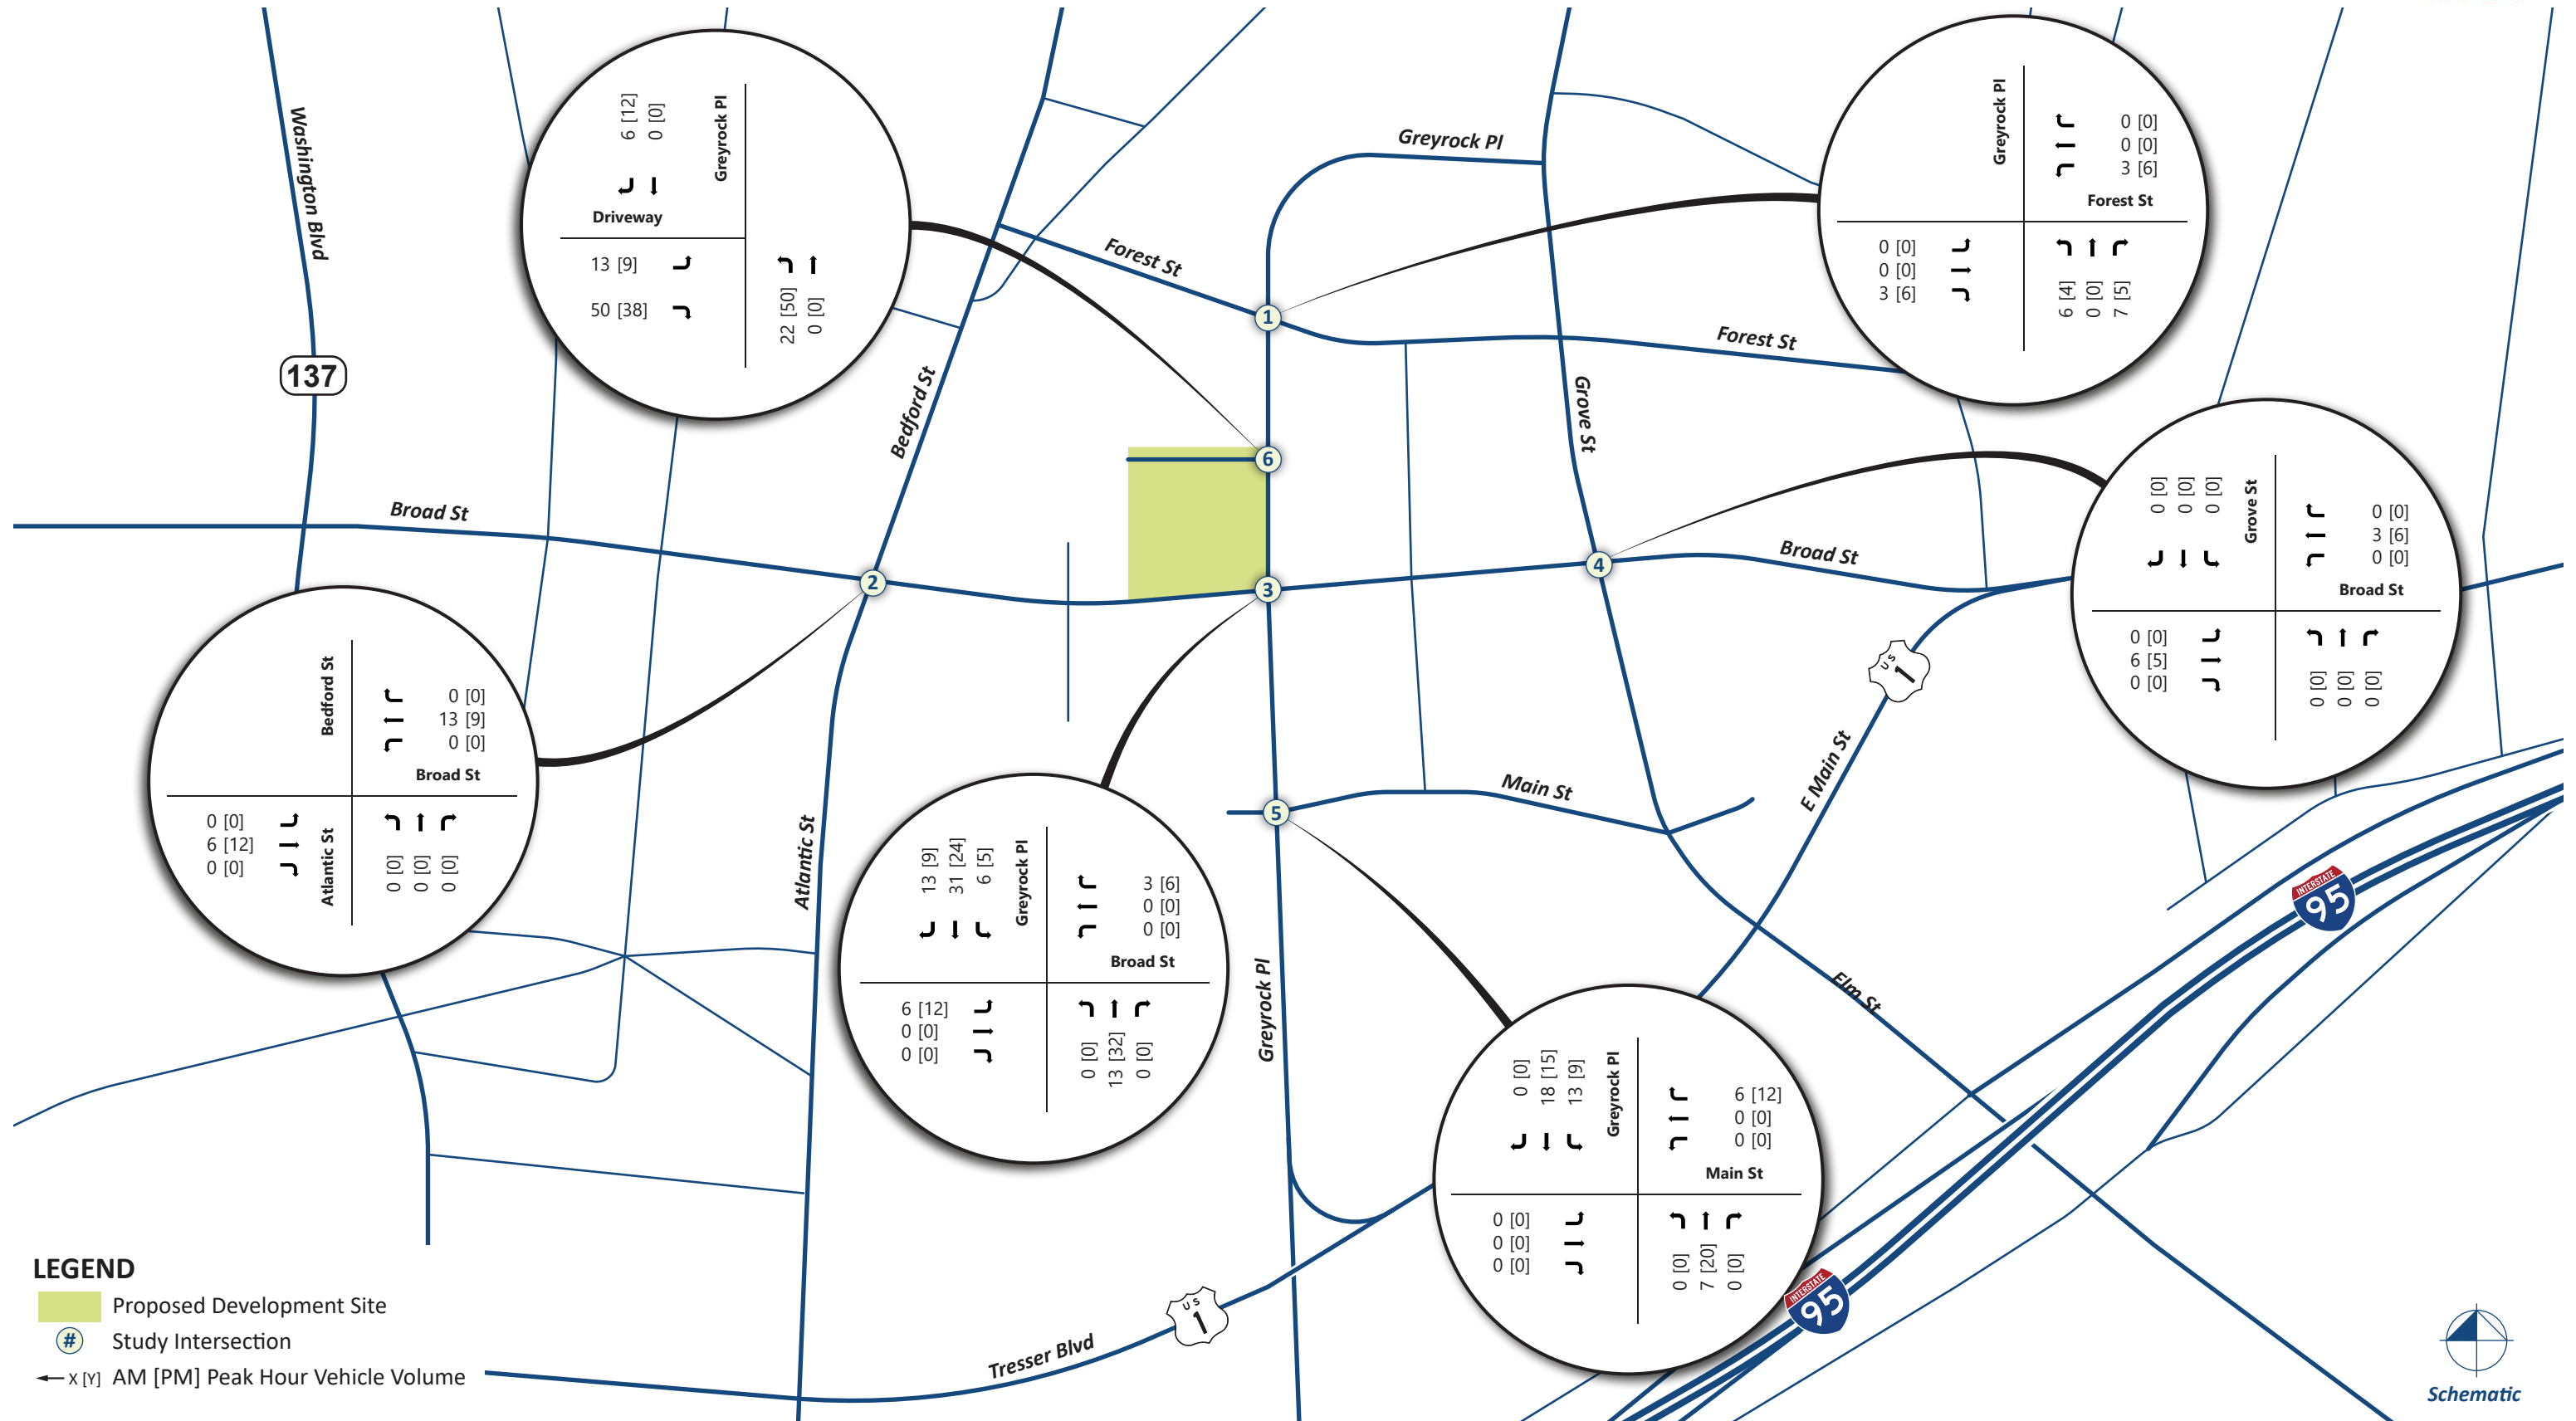 Washington Blvd
137
6 [12]
0 [0]
Greyrock Pl
Driveway
13 [9]
50 [38]
22 [50]
0 [0]
Greyrock Pl
Forest St
Forest St
Bedford St
Grove St
Greyrock Pl
0 [0]
0 [0]
3 [6]
Forest St
0 [0]
0 [0]
3 [6]
6 [4]
0 [0]
7 [5]
1
6
2
3
4
5
Broad St
Broad St
0 [0]
0 [0]
0 [0]
Grove St
0 [0]
3 [6]
0 [0]
Broad St
0 [0]
6 [5]
0 [0]
0 [0]
0 [0]
0 [0]
Bedford St
0 [0]
13 [9]
0 [0]
Broad St
0 [0]
6 [12]
0 [0]
Atlantic St
0 [0]
0 [0]
0 [0]
US 1
E Main St
Main St
Atlantic St
13 [9]
31 [24]
6 [5]
Greyrock Pl
3 [6]
0 [0]
0 [0]
Broad St
6 [12]
0 [0]
0 [0]
0 [0]
13 [32]
0 [0]
Greyrock Pl
INTERSTATE
95
Elm St
0 [0]
18 [15]
13 [9]
Greyrock Pl
6 [12]
0 [0]
0 [0]
Main St
0 [0]
0 [0]
0 [0]
0 [0]
7 [20]
0 [0]
INTERSTATE
95
US 1
Tresser Blvd
LEGEND
Proposed Development Site
# Study Intersection
X [Y] AM [PM] Peak Hour Vehicle Volume
Schematic